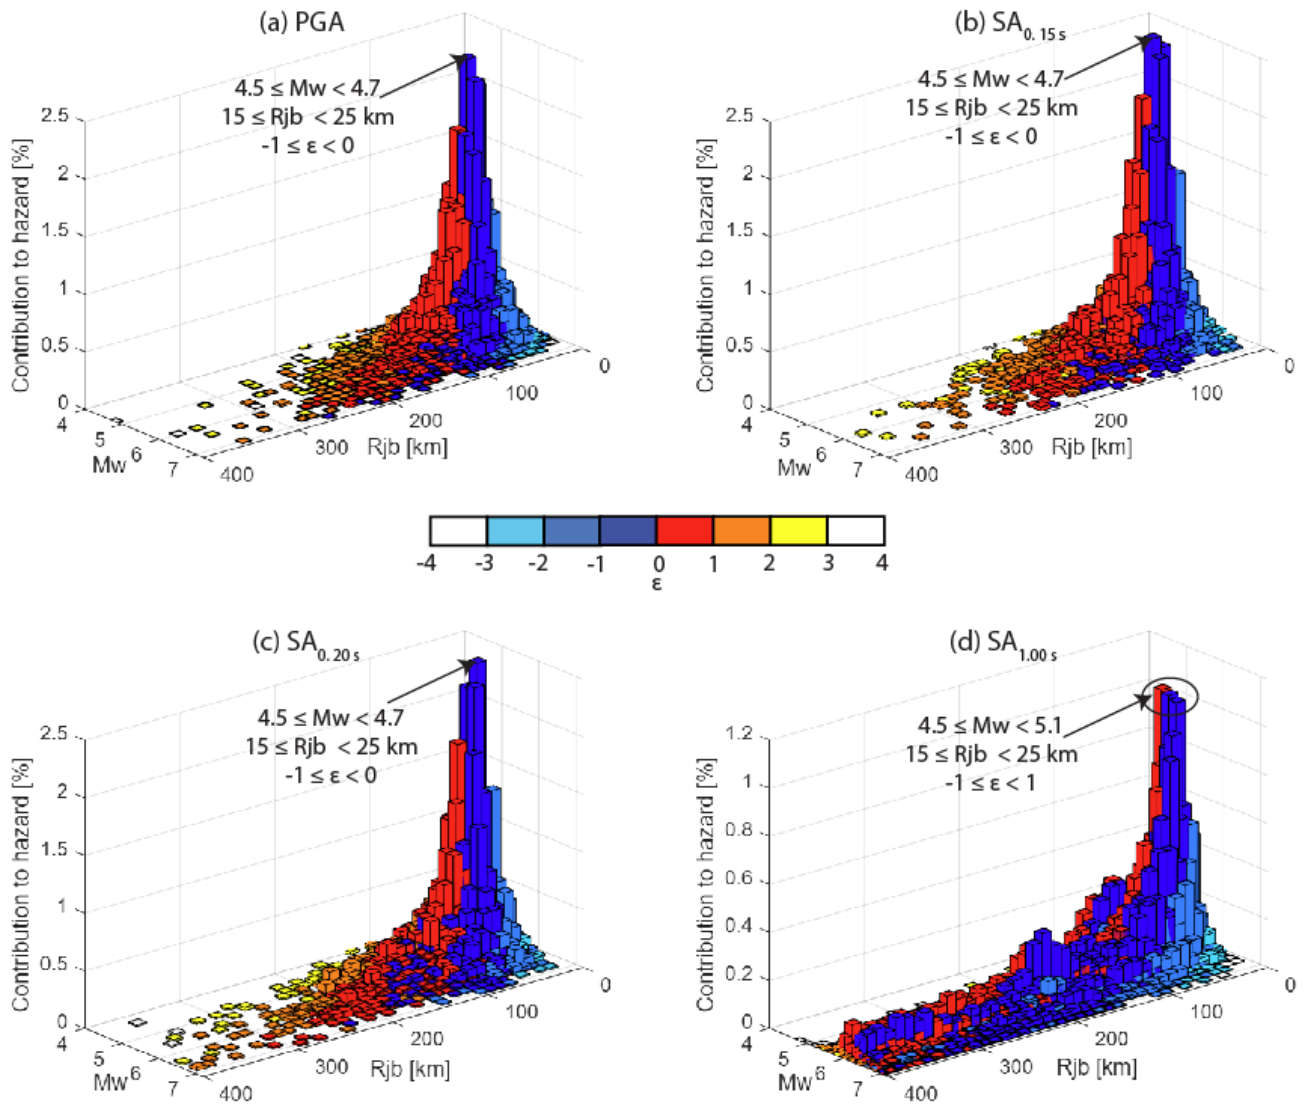 (a) PGA
4.5 ≤ Mw < 4.7
15 ≤ Rjb < 25 km
-1 ≤ ε < 0
Contribution to hazard [%]
2.5
2
1.5
1
0.5
0
4
5
6
7
Mw
400
300
200
100
0
Rjb [km]
(b) SA0.15 s
4.5 ≤ Mw < 4.7
15 ≤ Rjb < 25 km
-1 ≤ ε < 0
Contribution to hazard [%]
2.5
2
1.5
1
0.5
0
4
5
6
7
Mw
400
300
200
100
0
Rjb [km]
-4 -3 -2 -1 0 1 2 3 4
ε
(c) SA0.20 s
4.5 ≤ Mw < 4.7
15 ≤ Rjb < 25 km
-1 ≤ ε < 0
Contribution to hazard [%]
2.5
2
1.5
1
0.5
0
4
5
6
7
Mw
400
300
200
100
0
Rjb [km]
(d) SA1.00 s
4.5 ≤ Mw < 5.1
15 ≤ Rjb < 25 km
-1 ≤ ε < 1
Contribution to hazard [%]
1.2
1
0.8
0.6
0.4
0.2
0
4
5
6
7
Mw
400
300
200
100
0
Rjb [km]